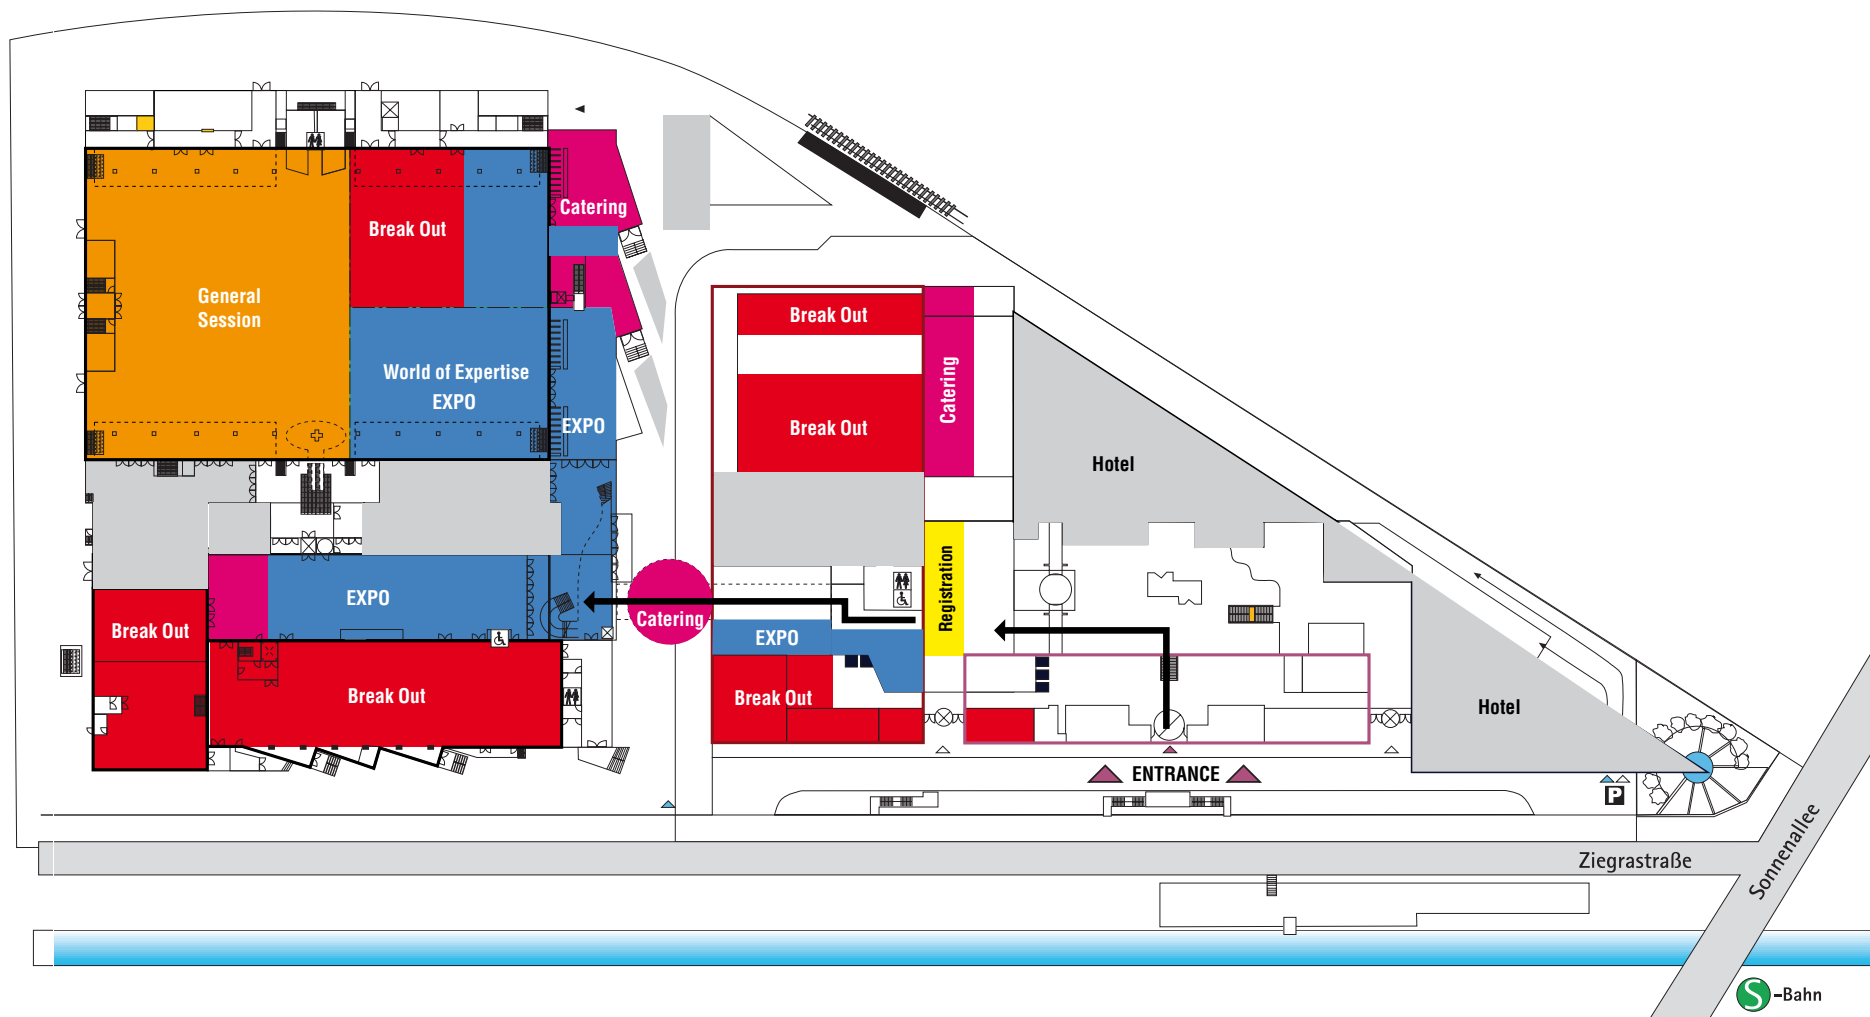 Catering
Break Out
General
Session
World of Expertise
EXPO
EXPO
Break Out
Catering
Break Out
Hotel
Registration
EXPO
Catering
Break Out
EXPO
Break Out
Break Out
Hotel
ENTRANCE
P
Ziegrastraße
Sonnenallee
S-Bahn